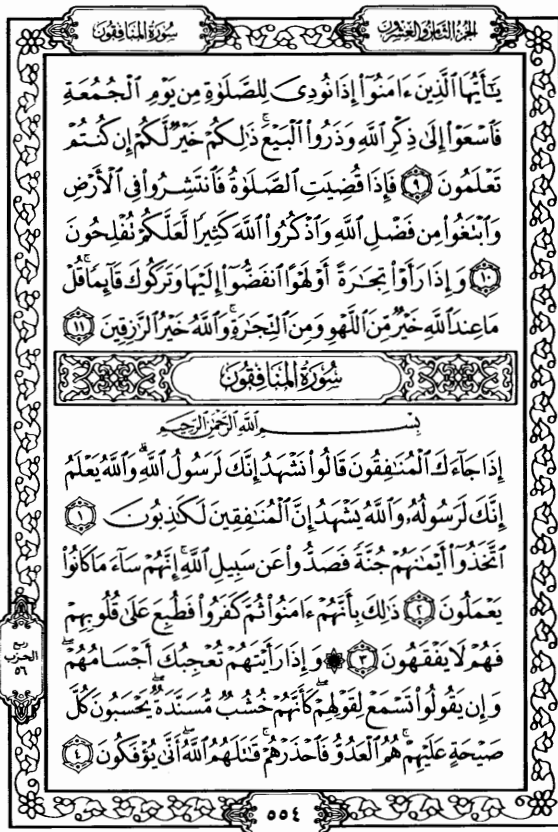 الجزء الثامن والعشرون
سورة المنافقون
يَـٰٓأَيُّهَا ٱلَّذِينَ ءَامَنُوٓا۟ إِذَا نُودِىَ لِلصَّلَوٰةِ مِن يَوْمِ ٱلْجُمُعَةِ
فَٱسْعَوْا۟ إِلَىٰ ذِكْرِ ٱللَّهِ وَذَرُوا۟ ٱلْبَيْعَ ۚ ذَٰلِكُمْ خَيْرٌ لَّكُمْ إِن كُنتُمْ
تَعْلَمُونَ ٩ فَإِذَا قُضِيَتِ ٱلصَّلَوٰةُ فَٱنتَشِرُوا۟ فِى ٱلْأَرْضِ
وَٱبْتَغُوا۟ مِن فَضْلِ ٱللَّهِ وَٱذْكُرُوا۟ ٱللَّهَ كَثِيرًا لَّعَلَّكُمْ تُفْلِحُونَ
١٠ وَإِذَا رَأَوْا۟ تِجَـٰرَةً أَوْ لَهْوًا ٱنفَضُّوٓا۟ إِلَيْهَا وَتَرَكُوكَ قَآئِمًا ۚ قُلْ
مَا عِندَ ٱللَّهِ خَيْرٌ مِّنَ ٱللَّهْوِ وَمِنَ ٱلتِّجَـٰرَةِ ۚ وَٱللَّهُ خَيْرُ ٱلرَّٰزِقِينَ ١١
سُورَةُ المُنَافِقُونَ
بِسْمِ ٱللَّهِ ٱلرَّحْمَـٰنِ ٱلرَّحِيمِ
إِذَا جَآءَكَ ٱلْمُنَـٰفِقُونَ قَالُوا۟ نَشْهَدُ إِنَّكَ لَرَسُولُ ٱللَّهِ ۗ وَٱللَّهُ يَعْلَمُ
إِنَّكَ لَرَسُولُهُۥ وَٱللَّهُ يَشْهَدُ إِنَّ ٱلْمُنَـٰفِقِينَ لَكَـٰذِبُونَ ١
ٱتَّخَذُوٓا۟ أَيْمَـٰنَهُمْ جُنَّةً فَصَدُّوا۟ عَن سَبِيلِ ٱللَّهِ ۚ إِنَّهُمْ سَآءَ مَا كَانُوا۟
يَعْمَلُونَ ٢ ذَٰلِكَ بِأَنَّهُمْ ءَامَنُوا۟ ثُمَّ كَفَرُوا۟ فَطُبِعَ عَلَىٰ قُلُوبِهِمْ
فَهُمْ لَا يَفْقَهُونَ ٣ ۞ وَإِذَا رَأَيْتَهُمْ تُعْجِبُكَ أَجْسَامُهُمْ ۖ
وَإِن يَقُولُوا۟ تَسْمَعْ لِقَوْلِهِمْ ۖ كَأَنَّهُمْ خُشُبٌ مُّسَنَّدَةٌ ۖ يَحْسَبُونَ كُلَّ
صَيْحَةٍ عَلَيْهِمْ ۚ هُمُ ٱلْعَدُوُّ فَٱحْذَرْهُمْ ۚ قَـٰتَلَهُمُ ٱللَّهُ ۖ أَنَّىٰ يُؤْفَكُونَ ٤
ربع
الحزب
٥٦
٥٥٤